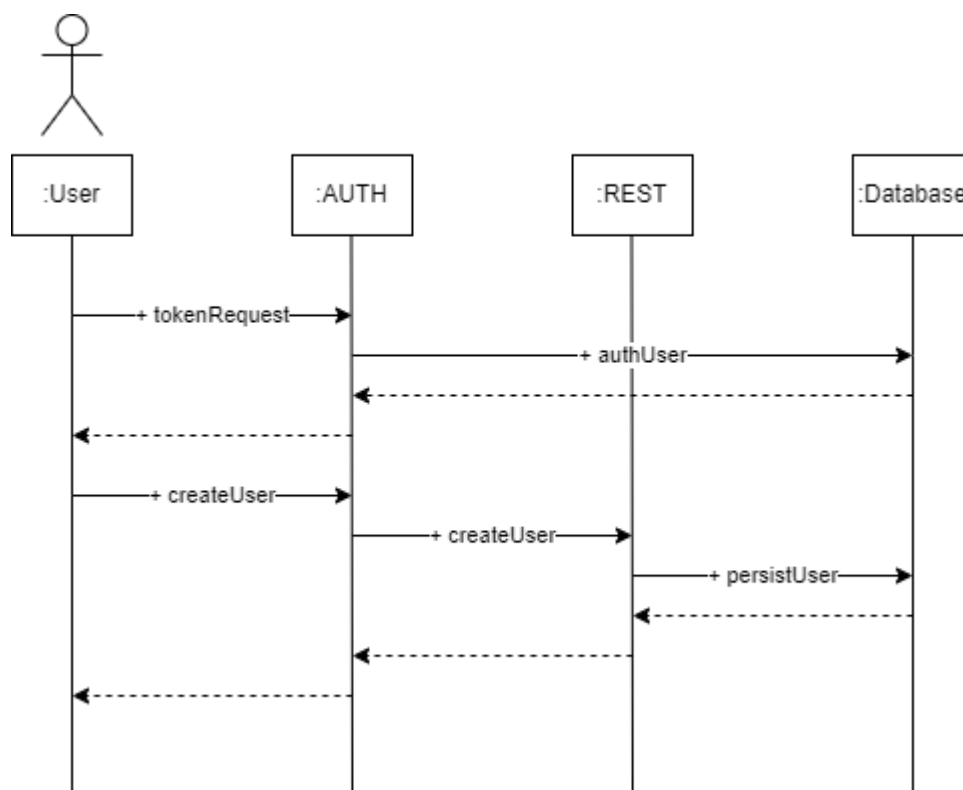 :User
:AUTH
:REST
:Database
+ tokenRequest
+ authUser
+ createUser
+ createUser
+ persistUser